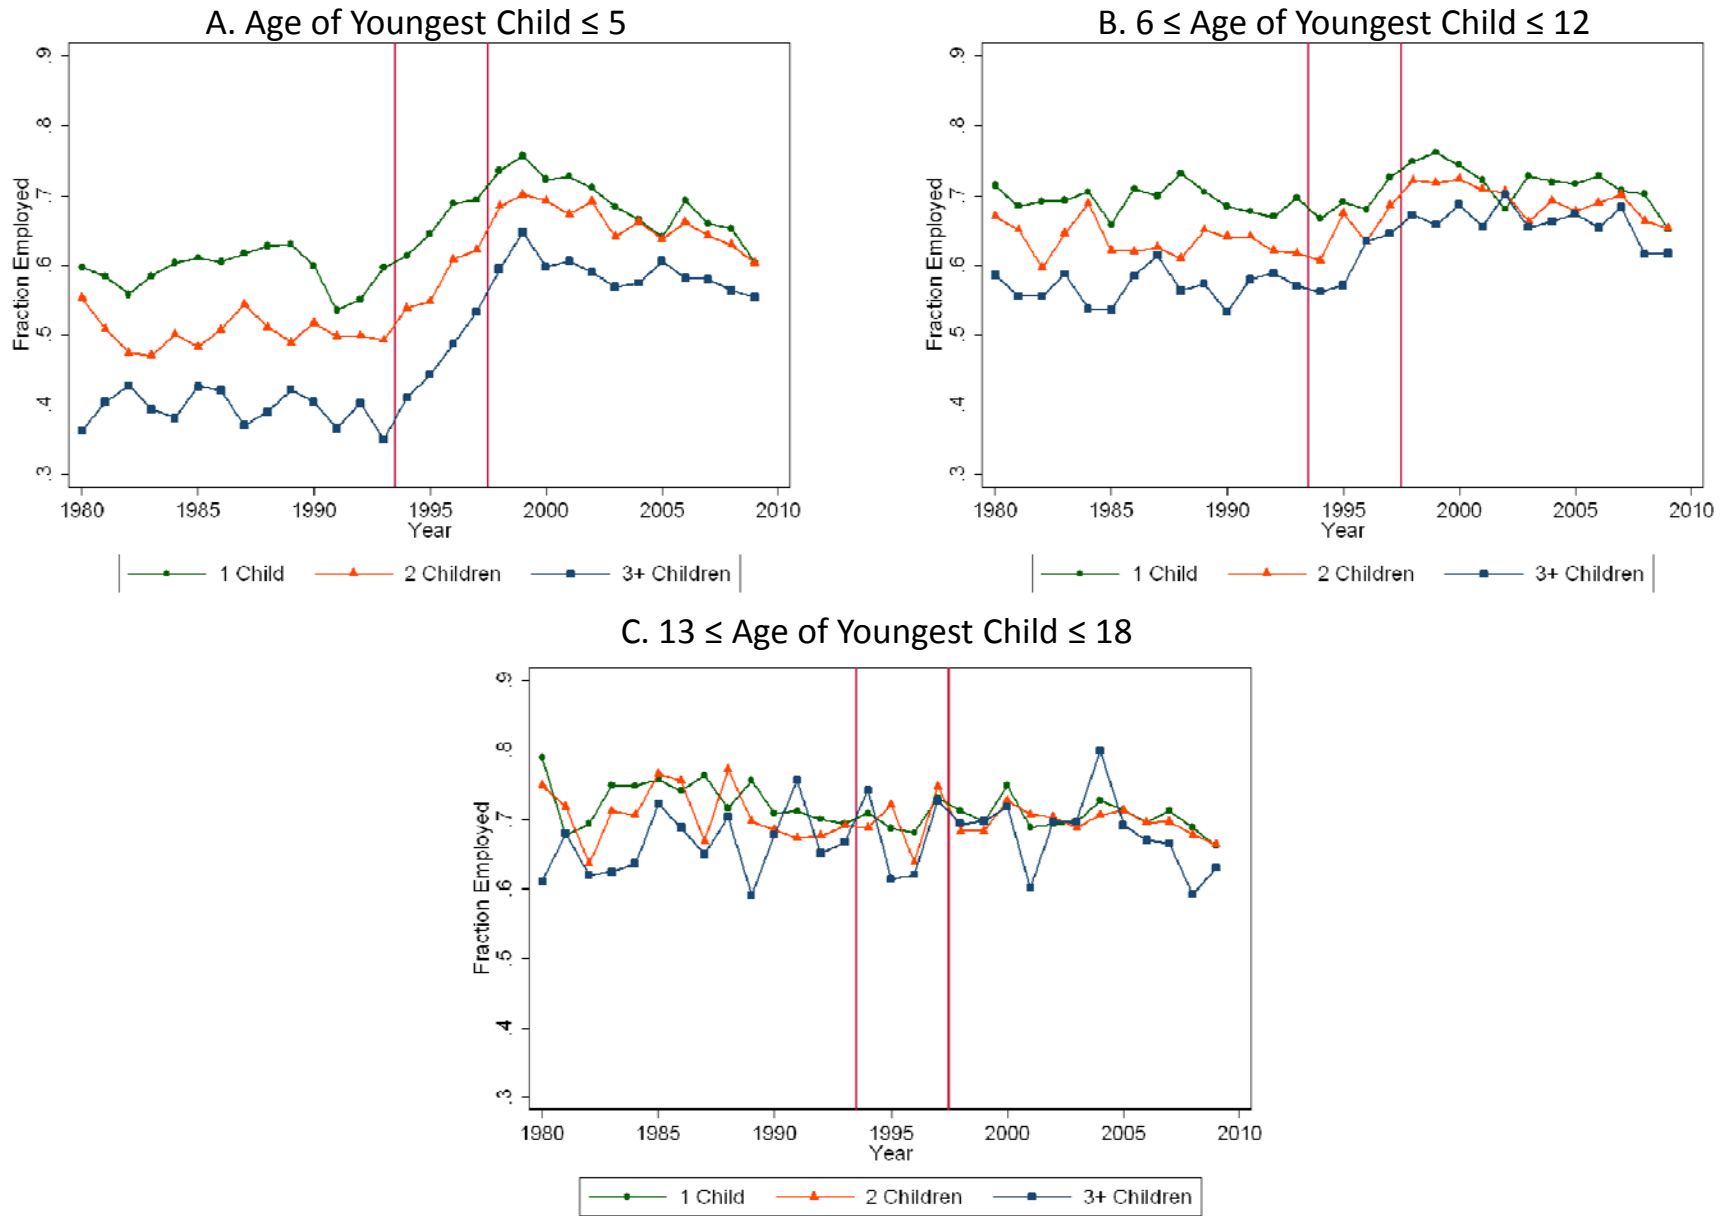 A. Age of Youngest Child ≤ 5
Fraction Employed
.9
.8
.7
.6
.5
.4
.3
1980 1985 1990 1995 2000 2005 2010
Year
1 Child 2 Children 3+ Children
B. 6 ≤ Age of Youngest Child ≤ 12
Fraction Employed
.9
.8
.7
.6
.5
.4
.3
1980 1985 1990 1995 2000 2005 2010
Year
1 Child 2 Children 3+ Children
C. 13 ≤ Age of Youngest Child ≤ 18
Fraction Employed
.9
.8
.7
.6
.5
.4
.3
1980 1985 1990 1995 2000 2005 2010
Year
1 Child 2 Children 3+ Children